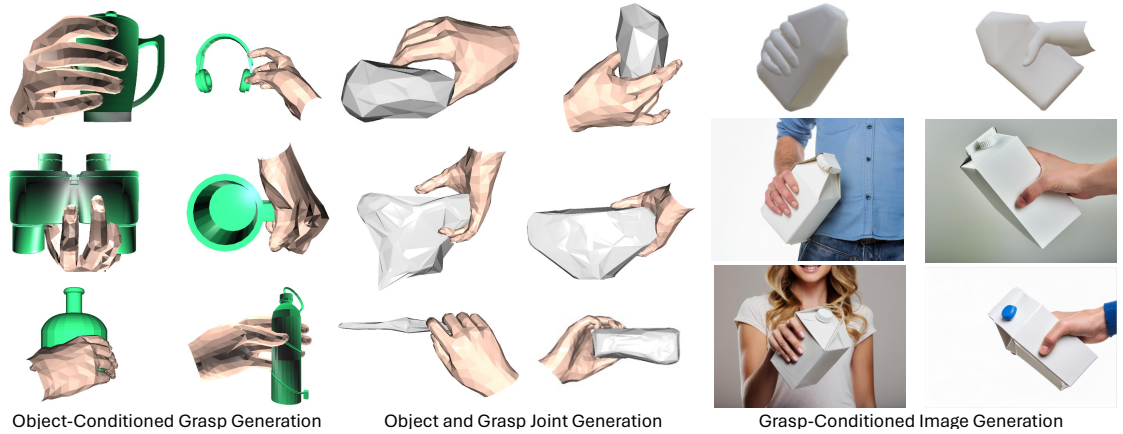 Object-Conditioned Grasp Generation
Object and Grasp Joint Generation
Grasp-Conditioned Image Generation